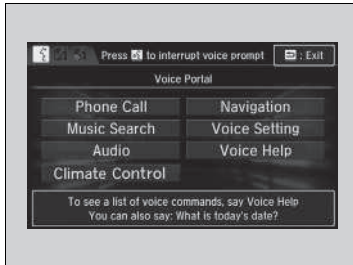 Press to interrupt voice prompt : Exit
Voice Portal
Phone Call Navigation
Music Search Voice Setting
Audio Voice Help
Climate Control
To see a list of voice commands, say Voice Help
You can also say: What is today's date?